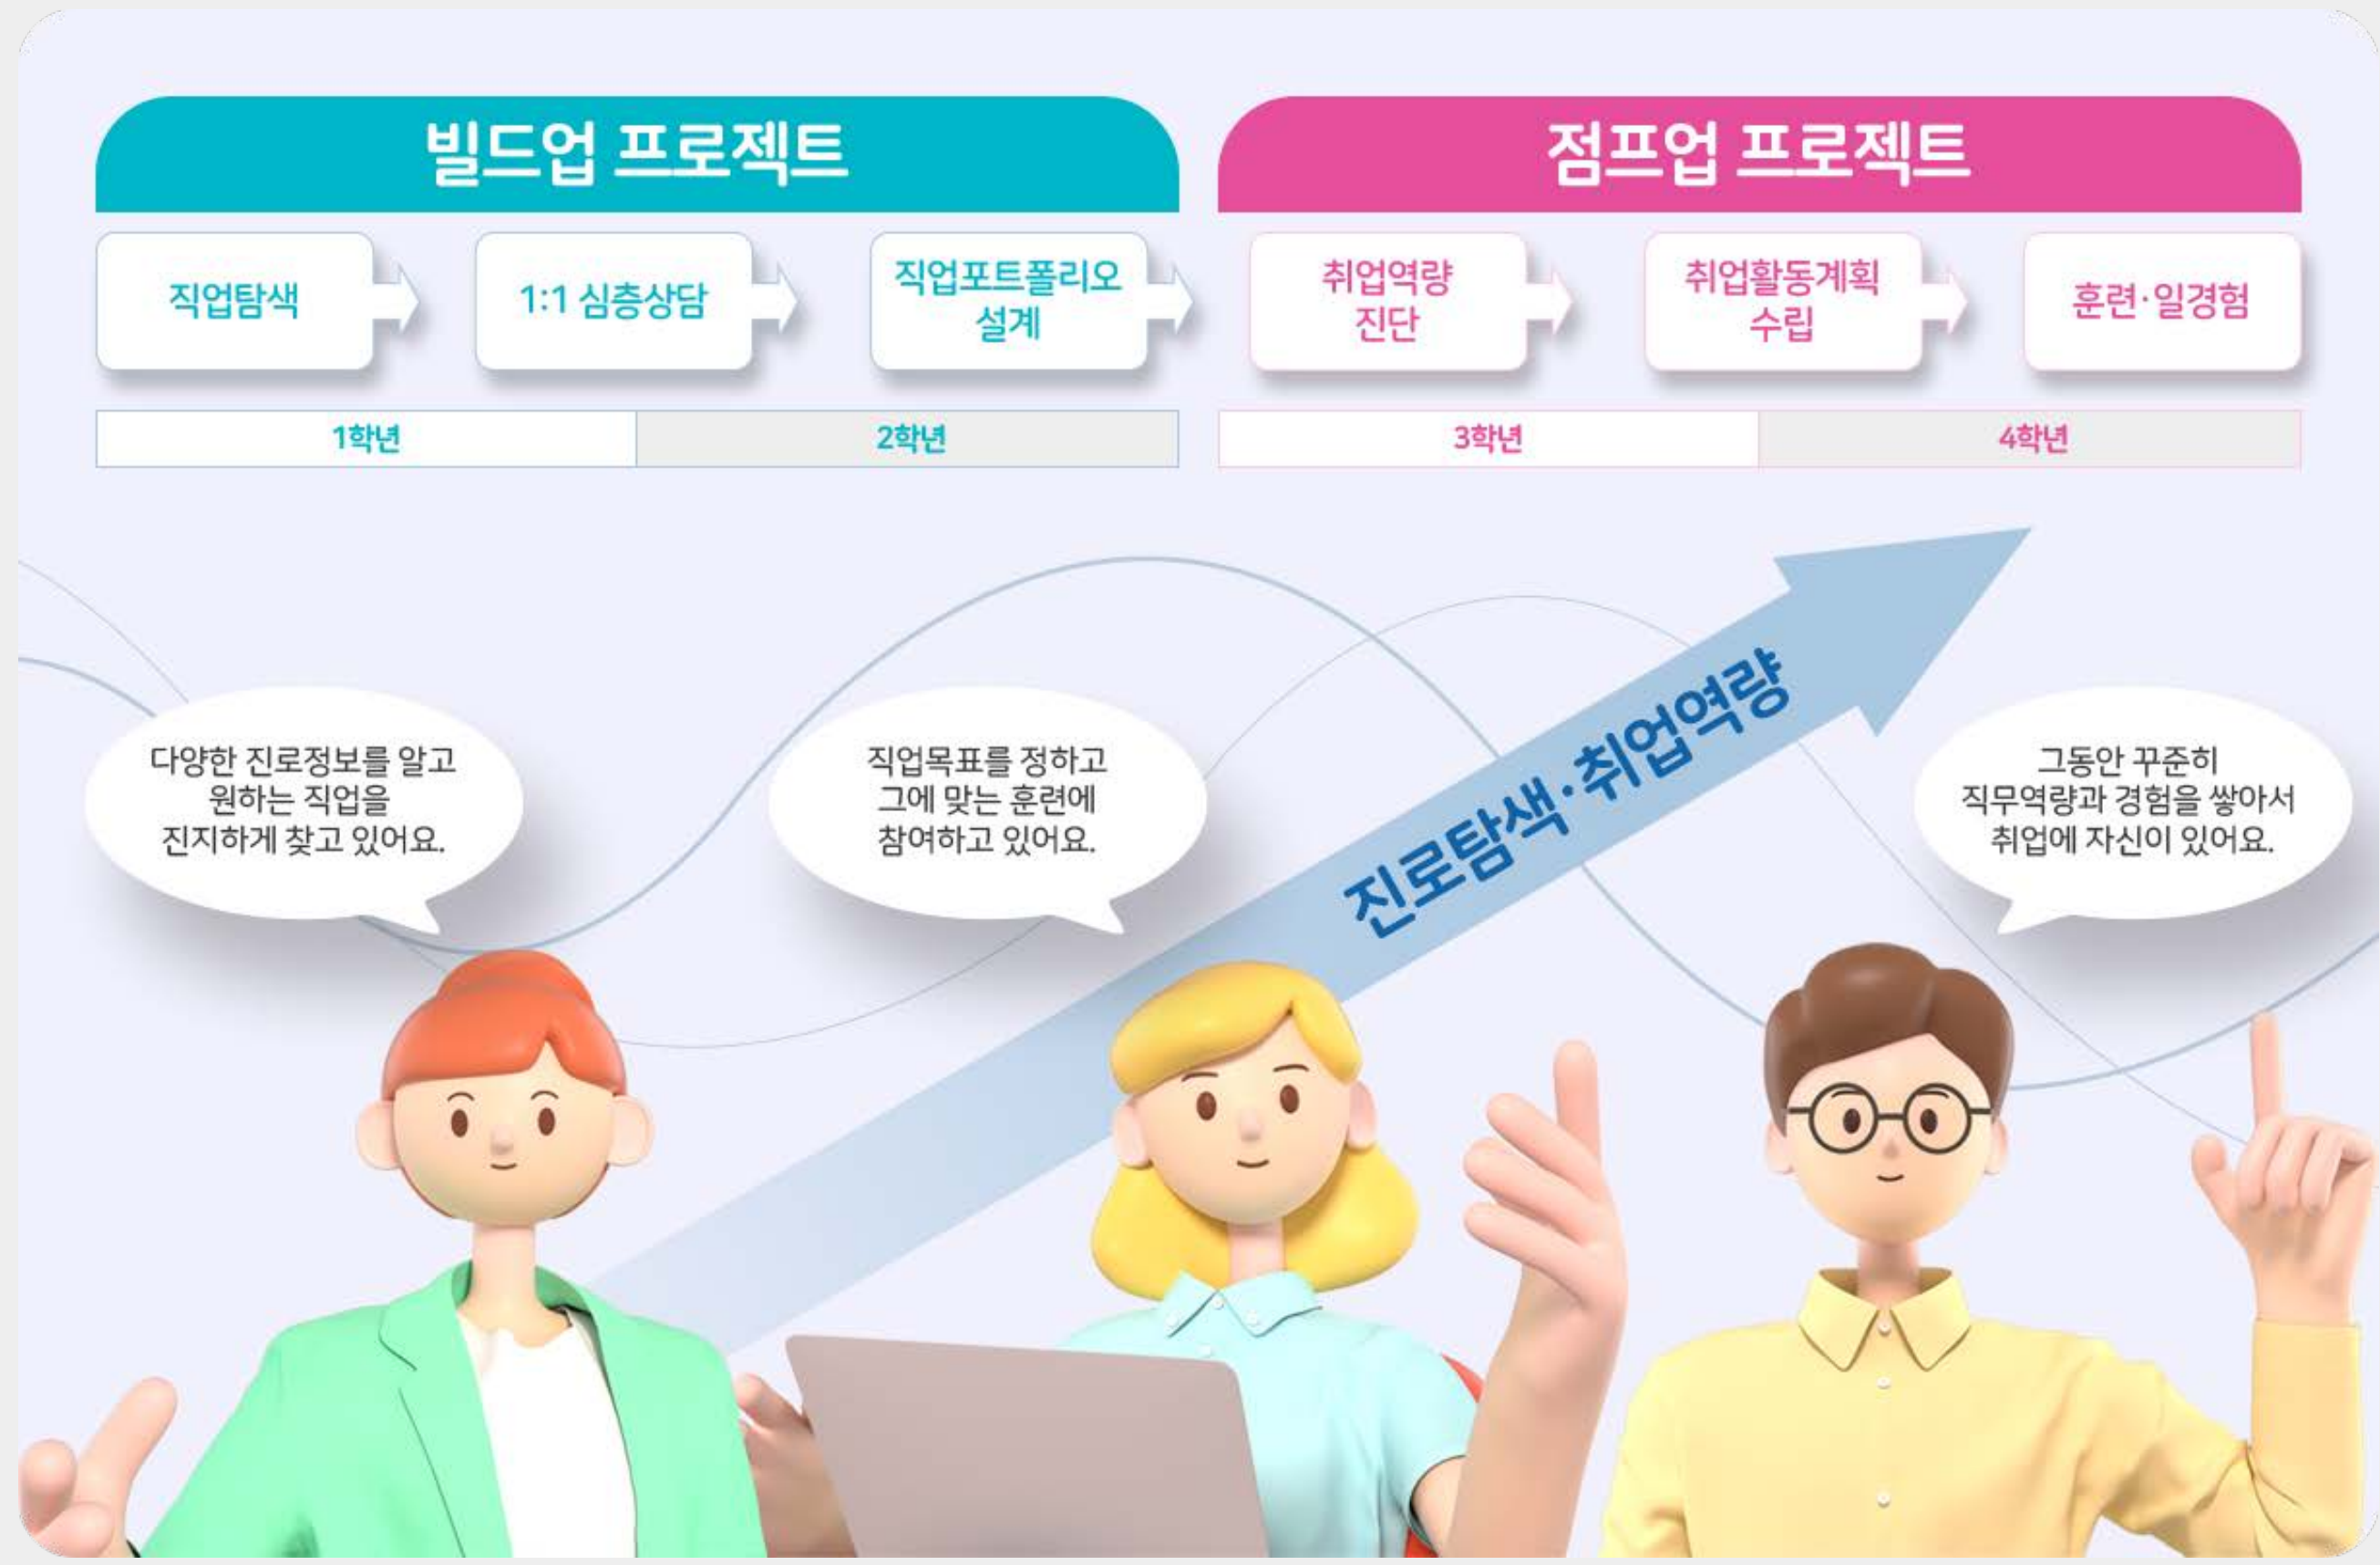 빌드업 프로젝트
직업탐색
1:1 심층상담
직업포트폴리오
설계
1학년
2학년
점프업 프로젝트
취업역량
진단
취업활동계획
수립
훈련·일경험
3학년
4학년
진로탐색·취업역량
다양한 진로정보를 알고
원하는 직업을
진지하게 찾고 있어요.
직업목표를 정하고
그에 맞는 훈련에
참여하고 있어요.
그동안 꾸준히
직무역량과 경험을 쌓아서
취업에 자신이 있어요.